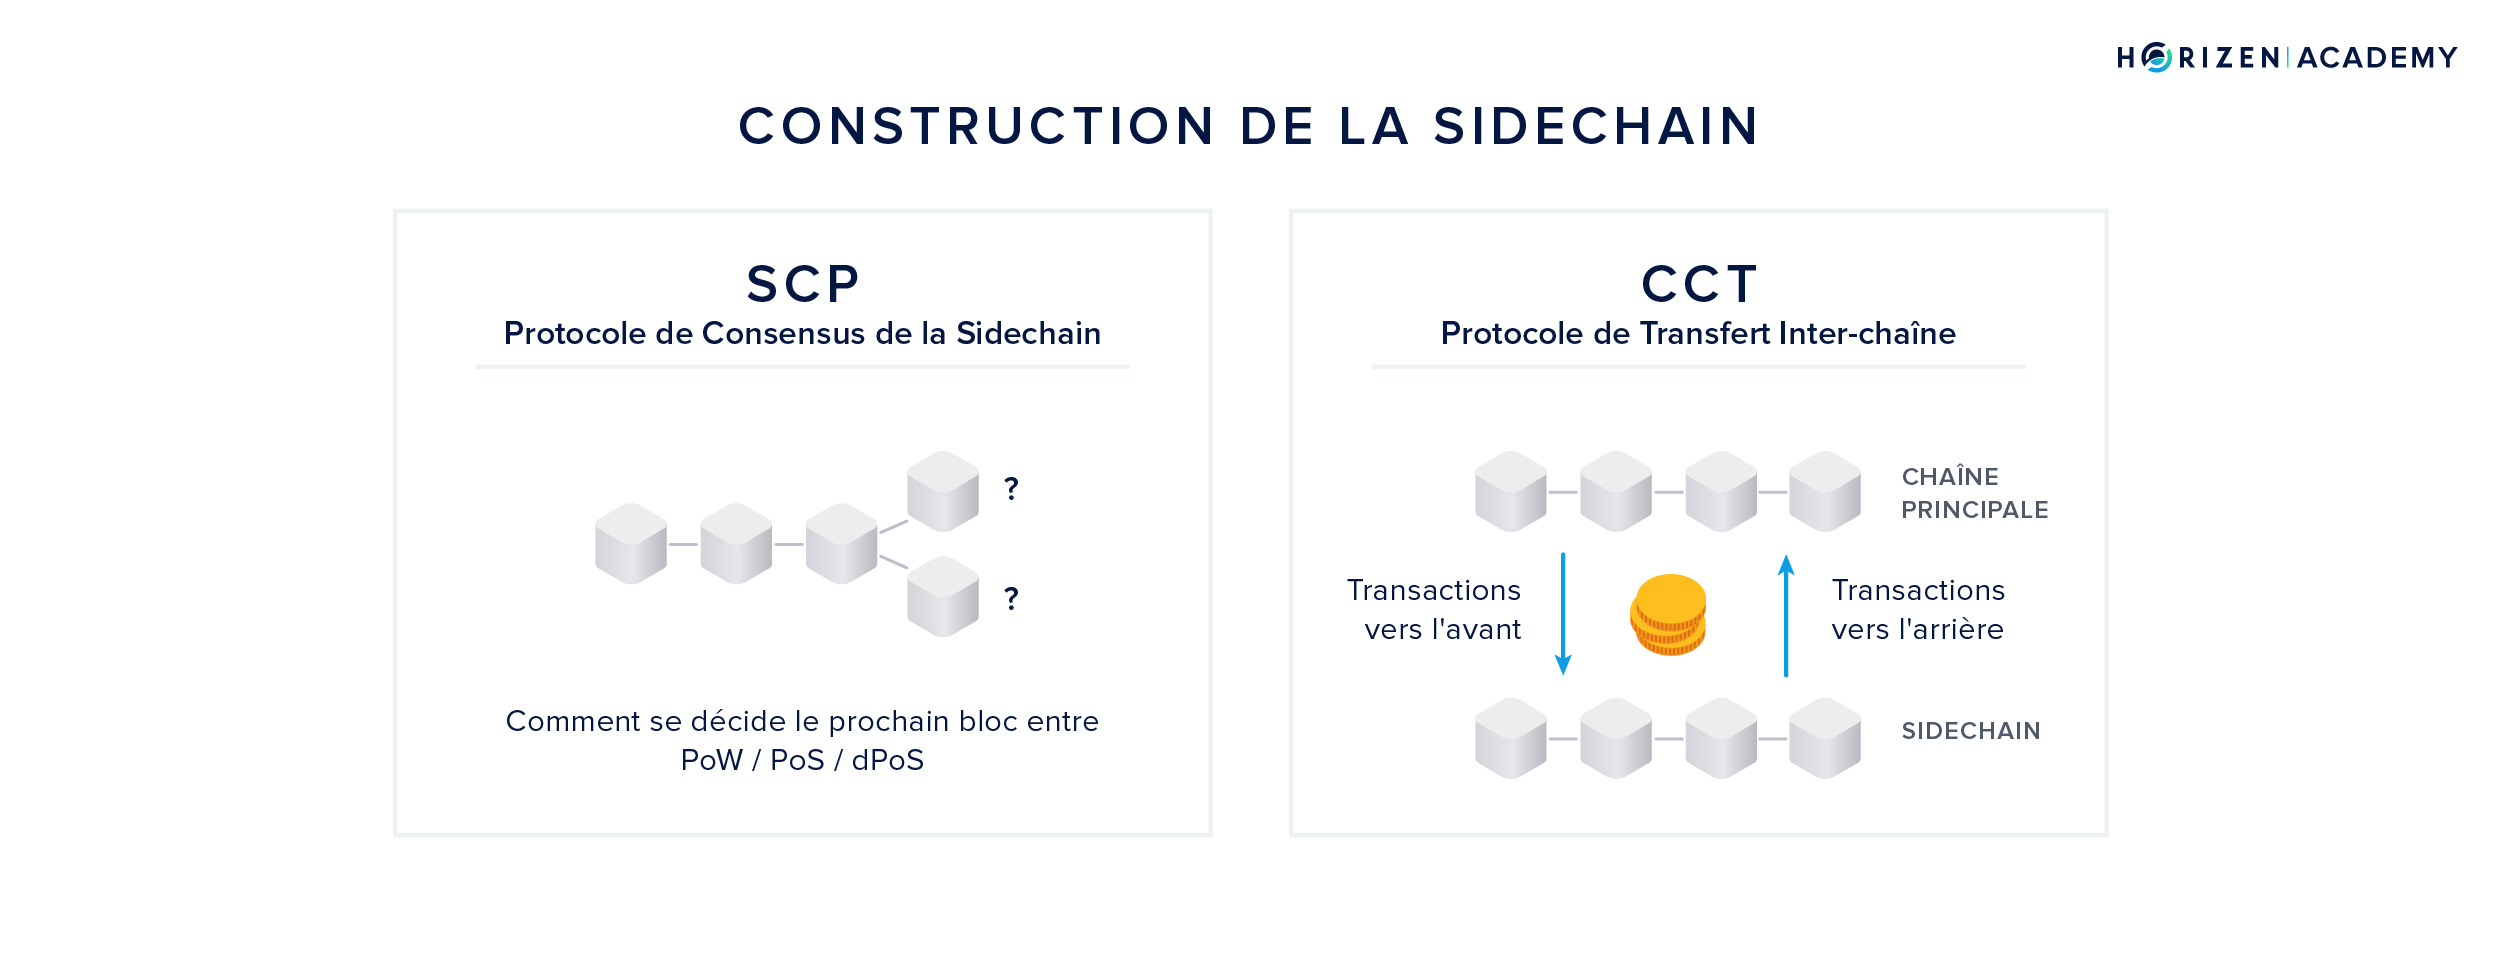 HORIZEN | ACADEMY
CONSTRUCTION DE LA SIDECHAIN
SCP
Protocole de Consensus de la Sidechain
?
?
Comment se décide le prochain bloc entre
PoW / PoS / dPoS
CCT
Protocole de Transfert Inter-chaîne
CHAÎNE
PRINCIPALE
Transactions
vers l'avant
Transactions
vers l'arrière
SIDECHAIN